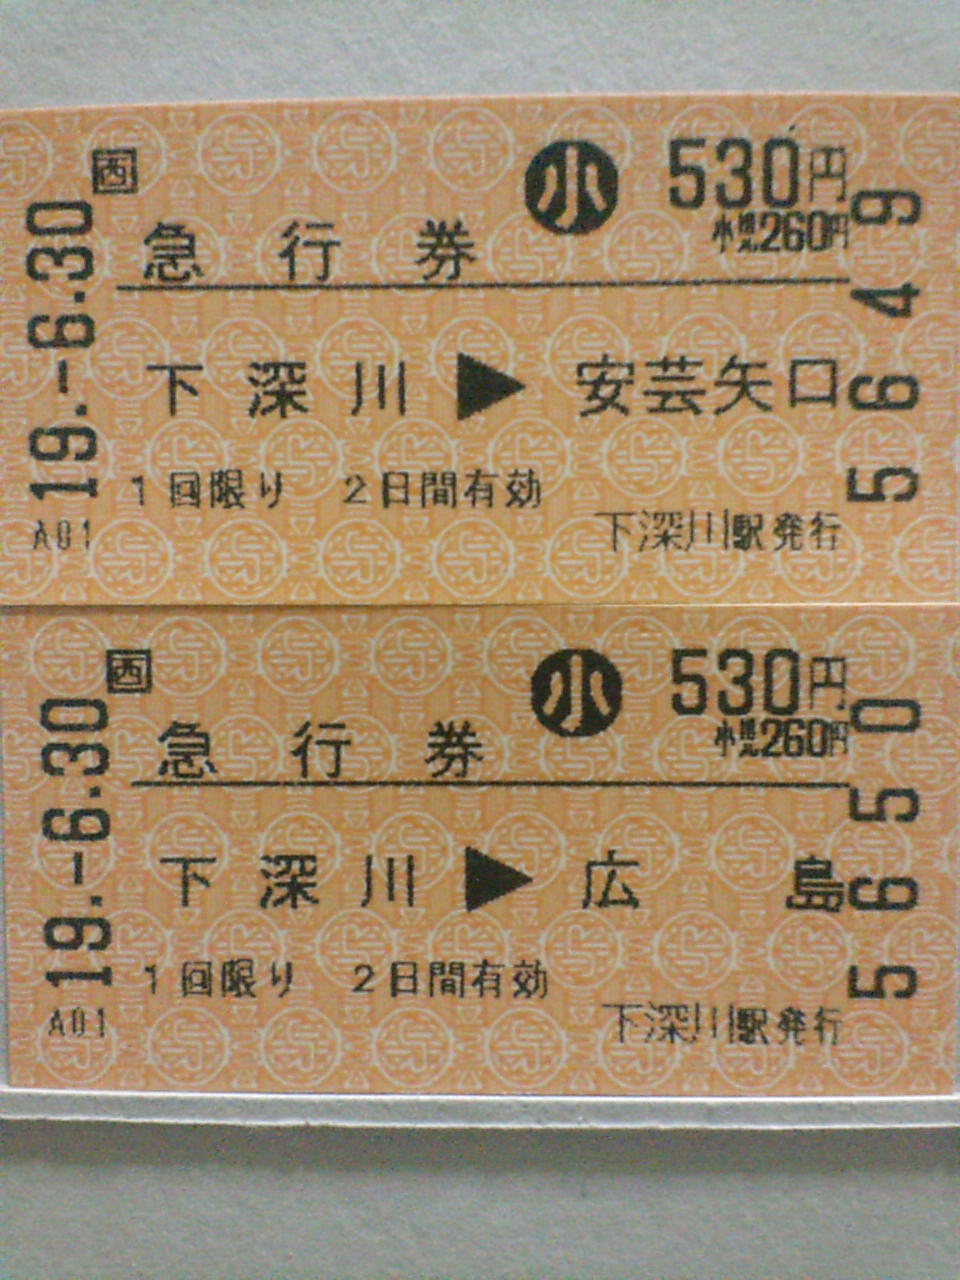 西
小 530円
小児260円
急行券
下深川▶安芸矢口
1回限り 2日間有効
下深川駅発行
19.-6.30
A01
5649
西
小 530円
小児260円
急行券
下深川▶広島
1回限り 2日間有効
下深川駅発行
19.-6.30
A01
5650